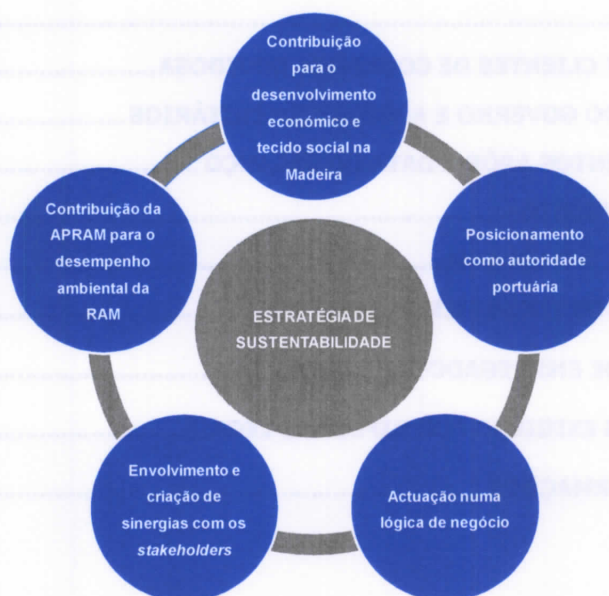 Contribuição
para o
desenvolvimento
económico e
tecido social na
Madeira
Contribuição da
APRAM para o
desempenho
ambiental da
RAM
Posicionamento
como autoridade
portuária
ESTRATÉGIA DE
SUSTENTABILIDADE
Envolvimento e
criação de
sinergias com os
stakeholders
Actuação numa
lógica de negócio